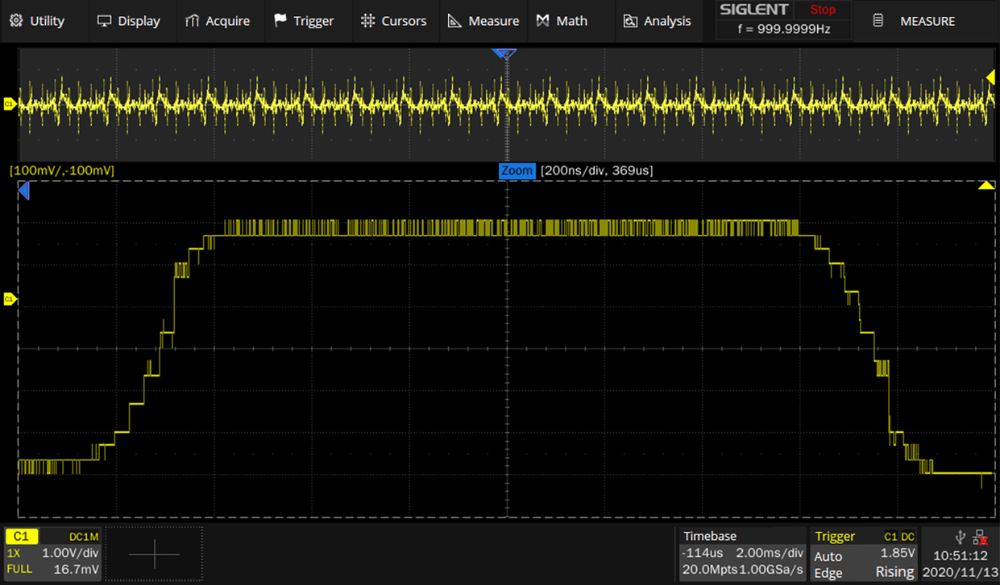 Utility Display Acquire Trigger Cursors Measure Math Analysis SIGLENT Stop MEASURE
f = 999.9999Hz
C1
[100mV/,-100mV] Zoom [200ns/div, 369us]
C1
C1 DC1M Timebase Trigger C1 DC
1X 1.00V/div -114us 2.00ms/div Auto 1.85V 10:51:12
FULL 16.7mV 20.0Mpts 1.00GSa/s Edge Rising 2020/11/13